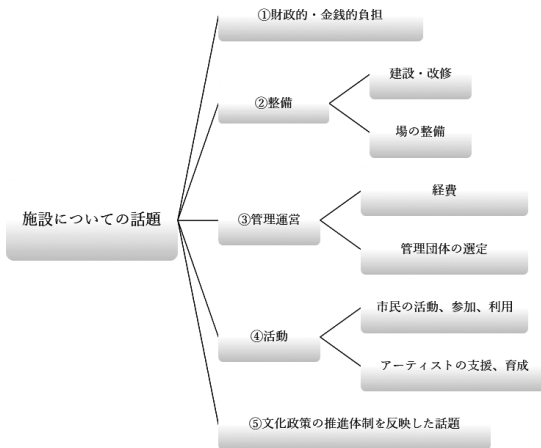 施設についての話題
①財政的・金銭的負担
②整備
建設・改修
場の整備
③管理運営
経費
管理団体の選定
④活動
市民の活動、参加、利用
アーティストの支援、育成
⑤文化政策の推進体制を反映した話題